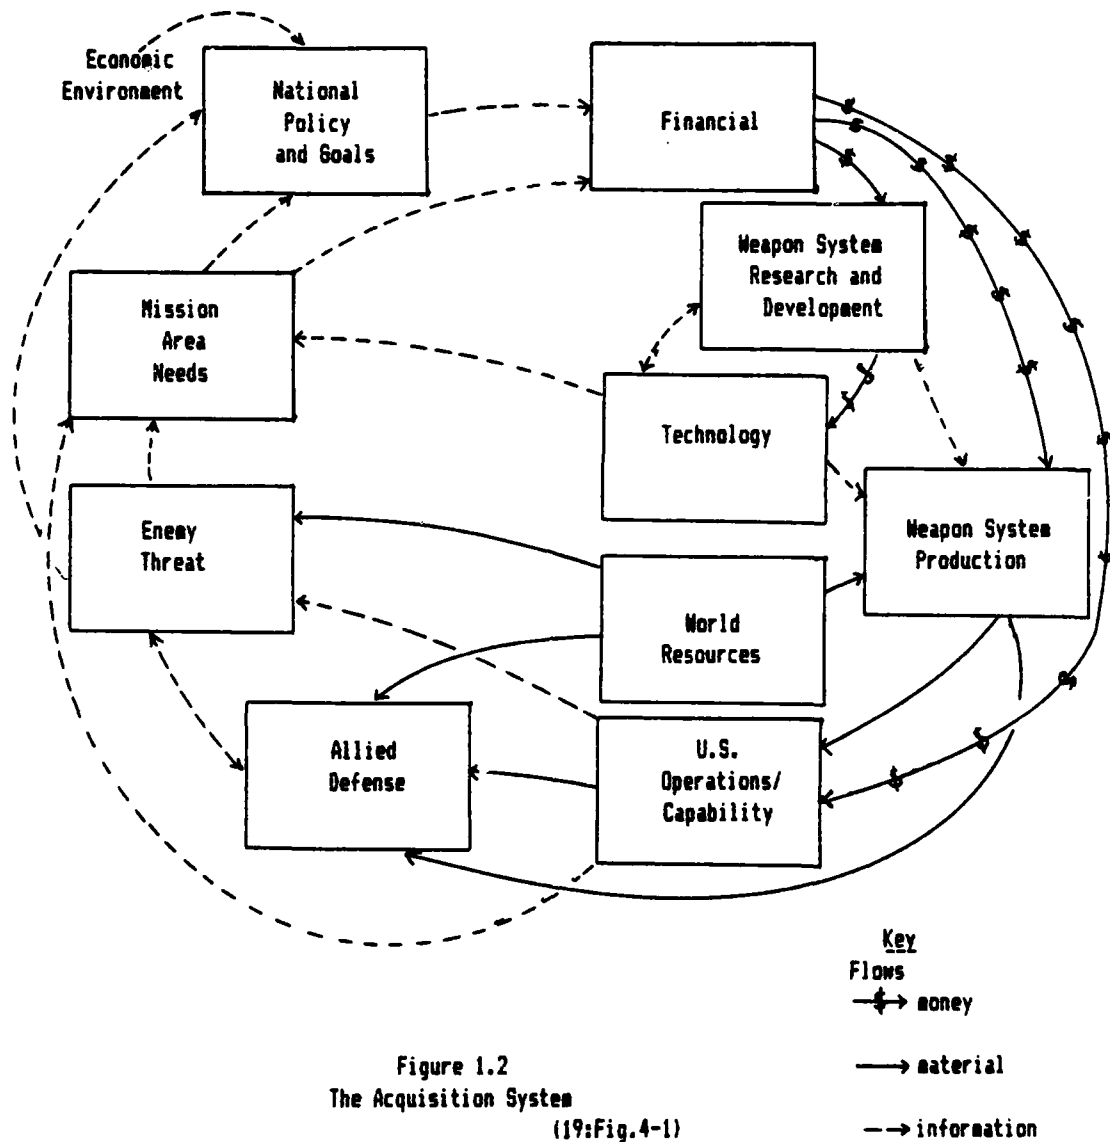 Economic
Environment
National
Policy
and Goals
Financial
Weapon System
Research and
Development
Mission
Area
Needs
Technology
Enemy
Threat
Weapon System
Production
World
Resources
Allied
Defense
U.S.
Operations/
Capability
Key
Flows
$ money
material
information
Figure 1.2
The Acquisition System
(19:Fig.4-1)